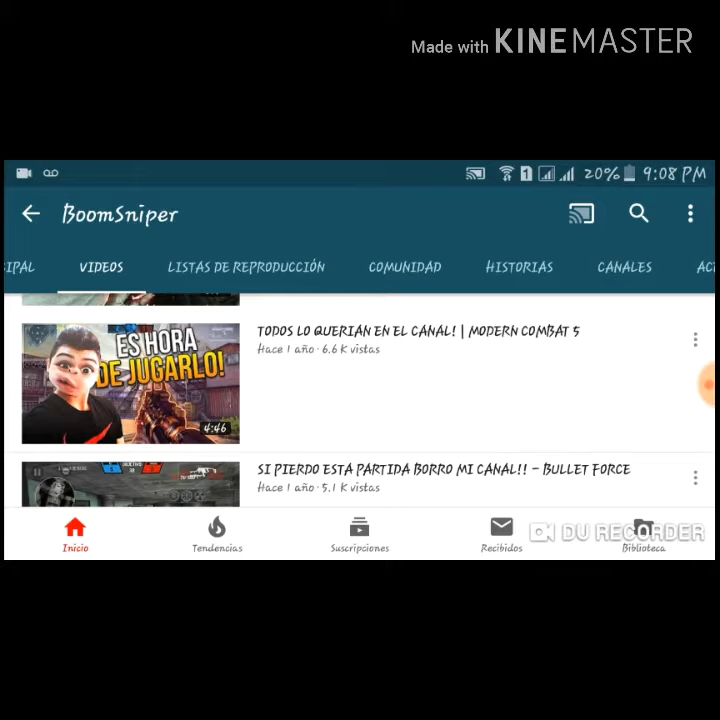 Made with KINEMASTER
1 20% 9:08 PM
BoomSniper
IPAL VIDEOS LISTAS DE REPRODUCCIÓN COMUNIDAD HISTORIAS CANALES AC
ES HORA
DE JUGARLO!
4:46
TODOS LO QUERIAN EN EL CANAL! | MODERN COMBAT 5
Hace 1 año · 6.6 K vistas
SI PIERDO ESTA PARTIDA BORRO MI CANAL!! - BULLET FORCE
Hace 1 año · 5.1 K vistas
DU RECORDER
Inicio Tendencias Suscripciones Recibidos Biblioteca